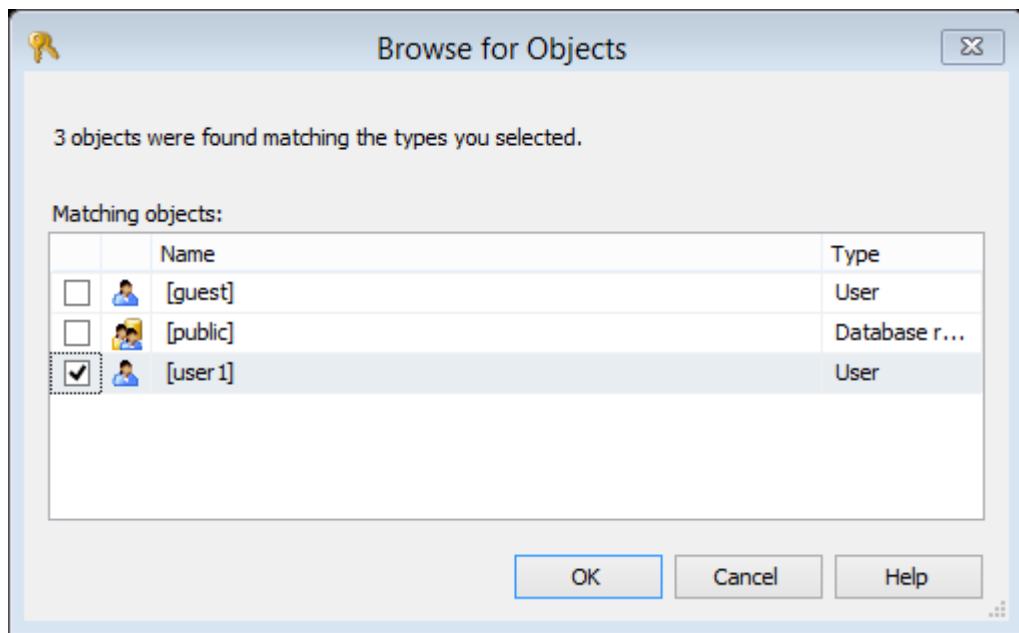 Browse for Objects
3 objects were found matching the types you selected.
Matching objects:
Name Type
[guest] User
[public] Database r...
[user1] User
OK Cancel Help